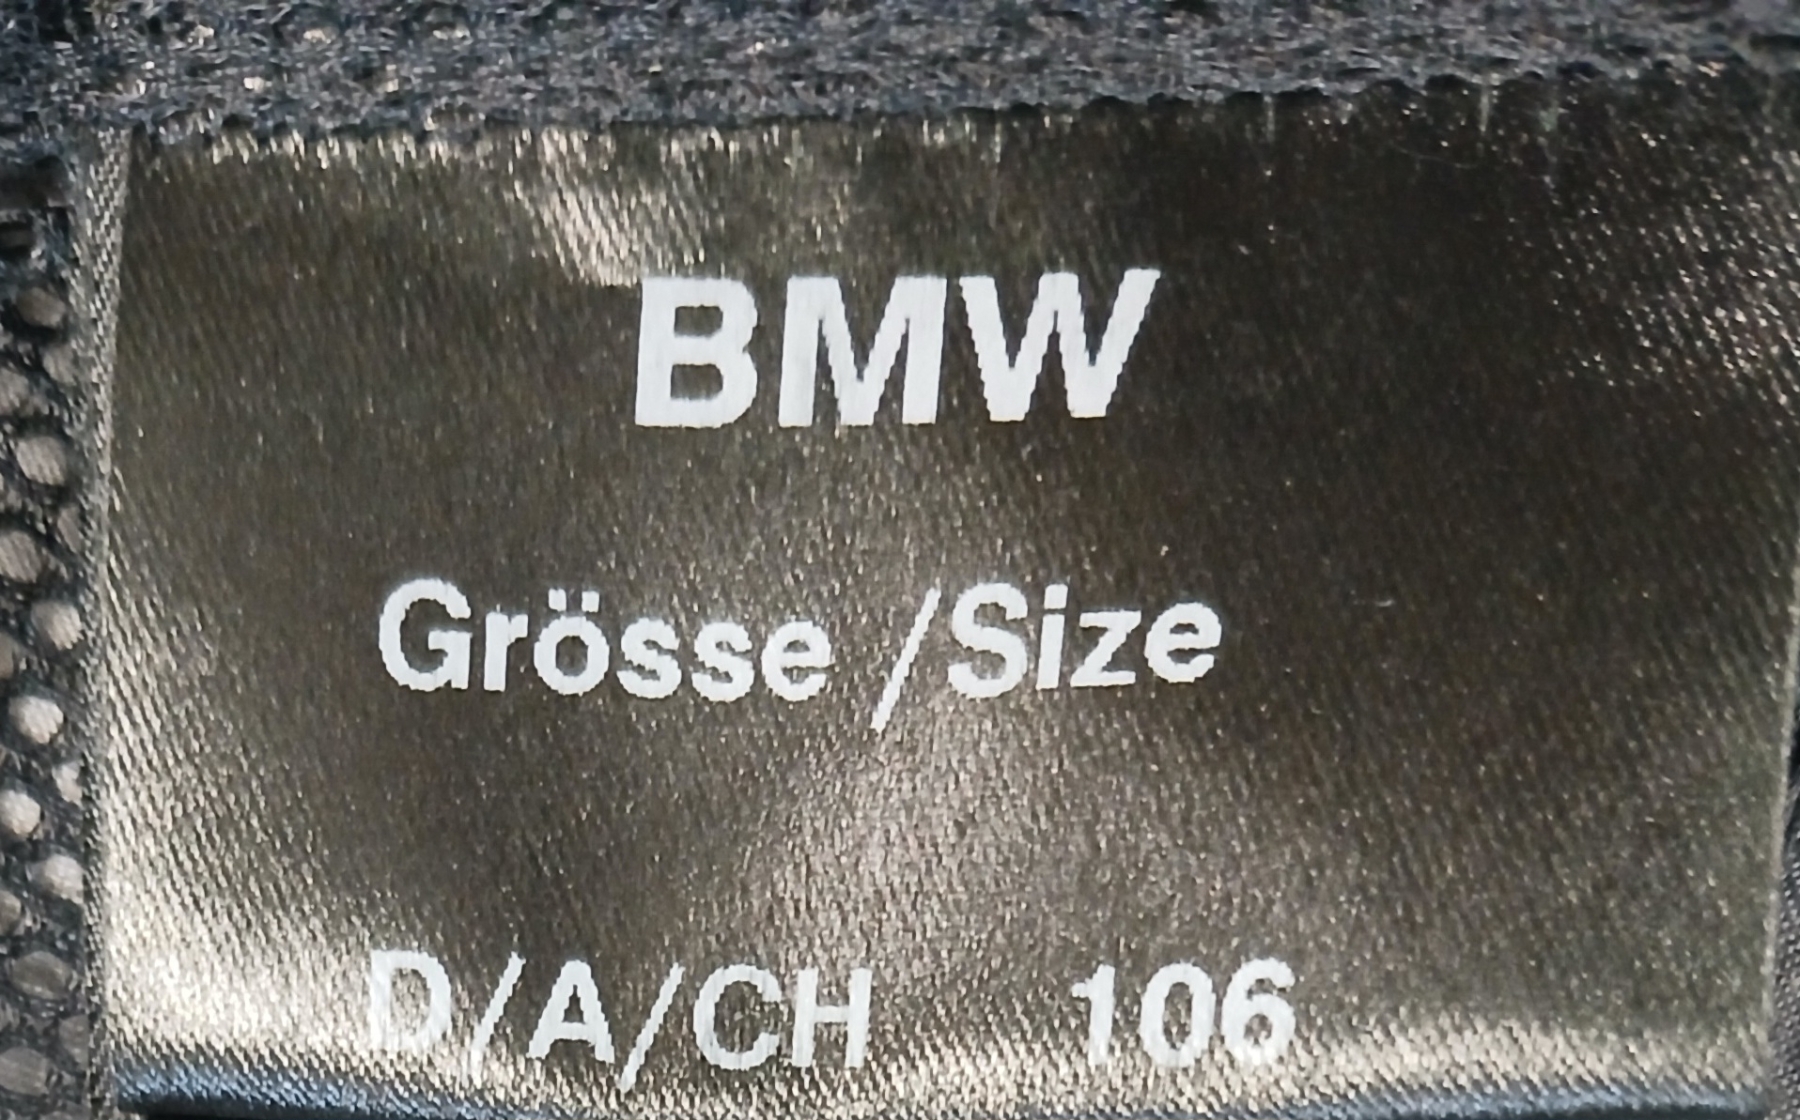 BMW
Grösse /Size
D/A/CH 106